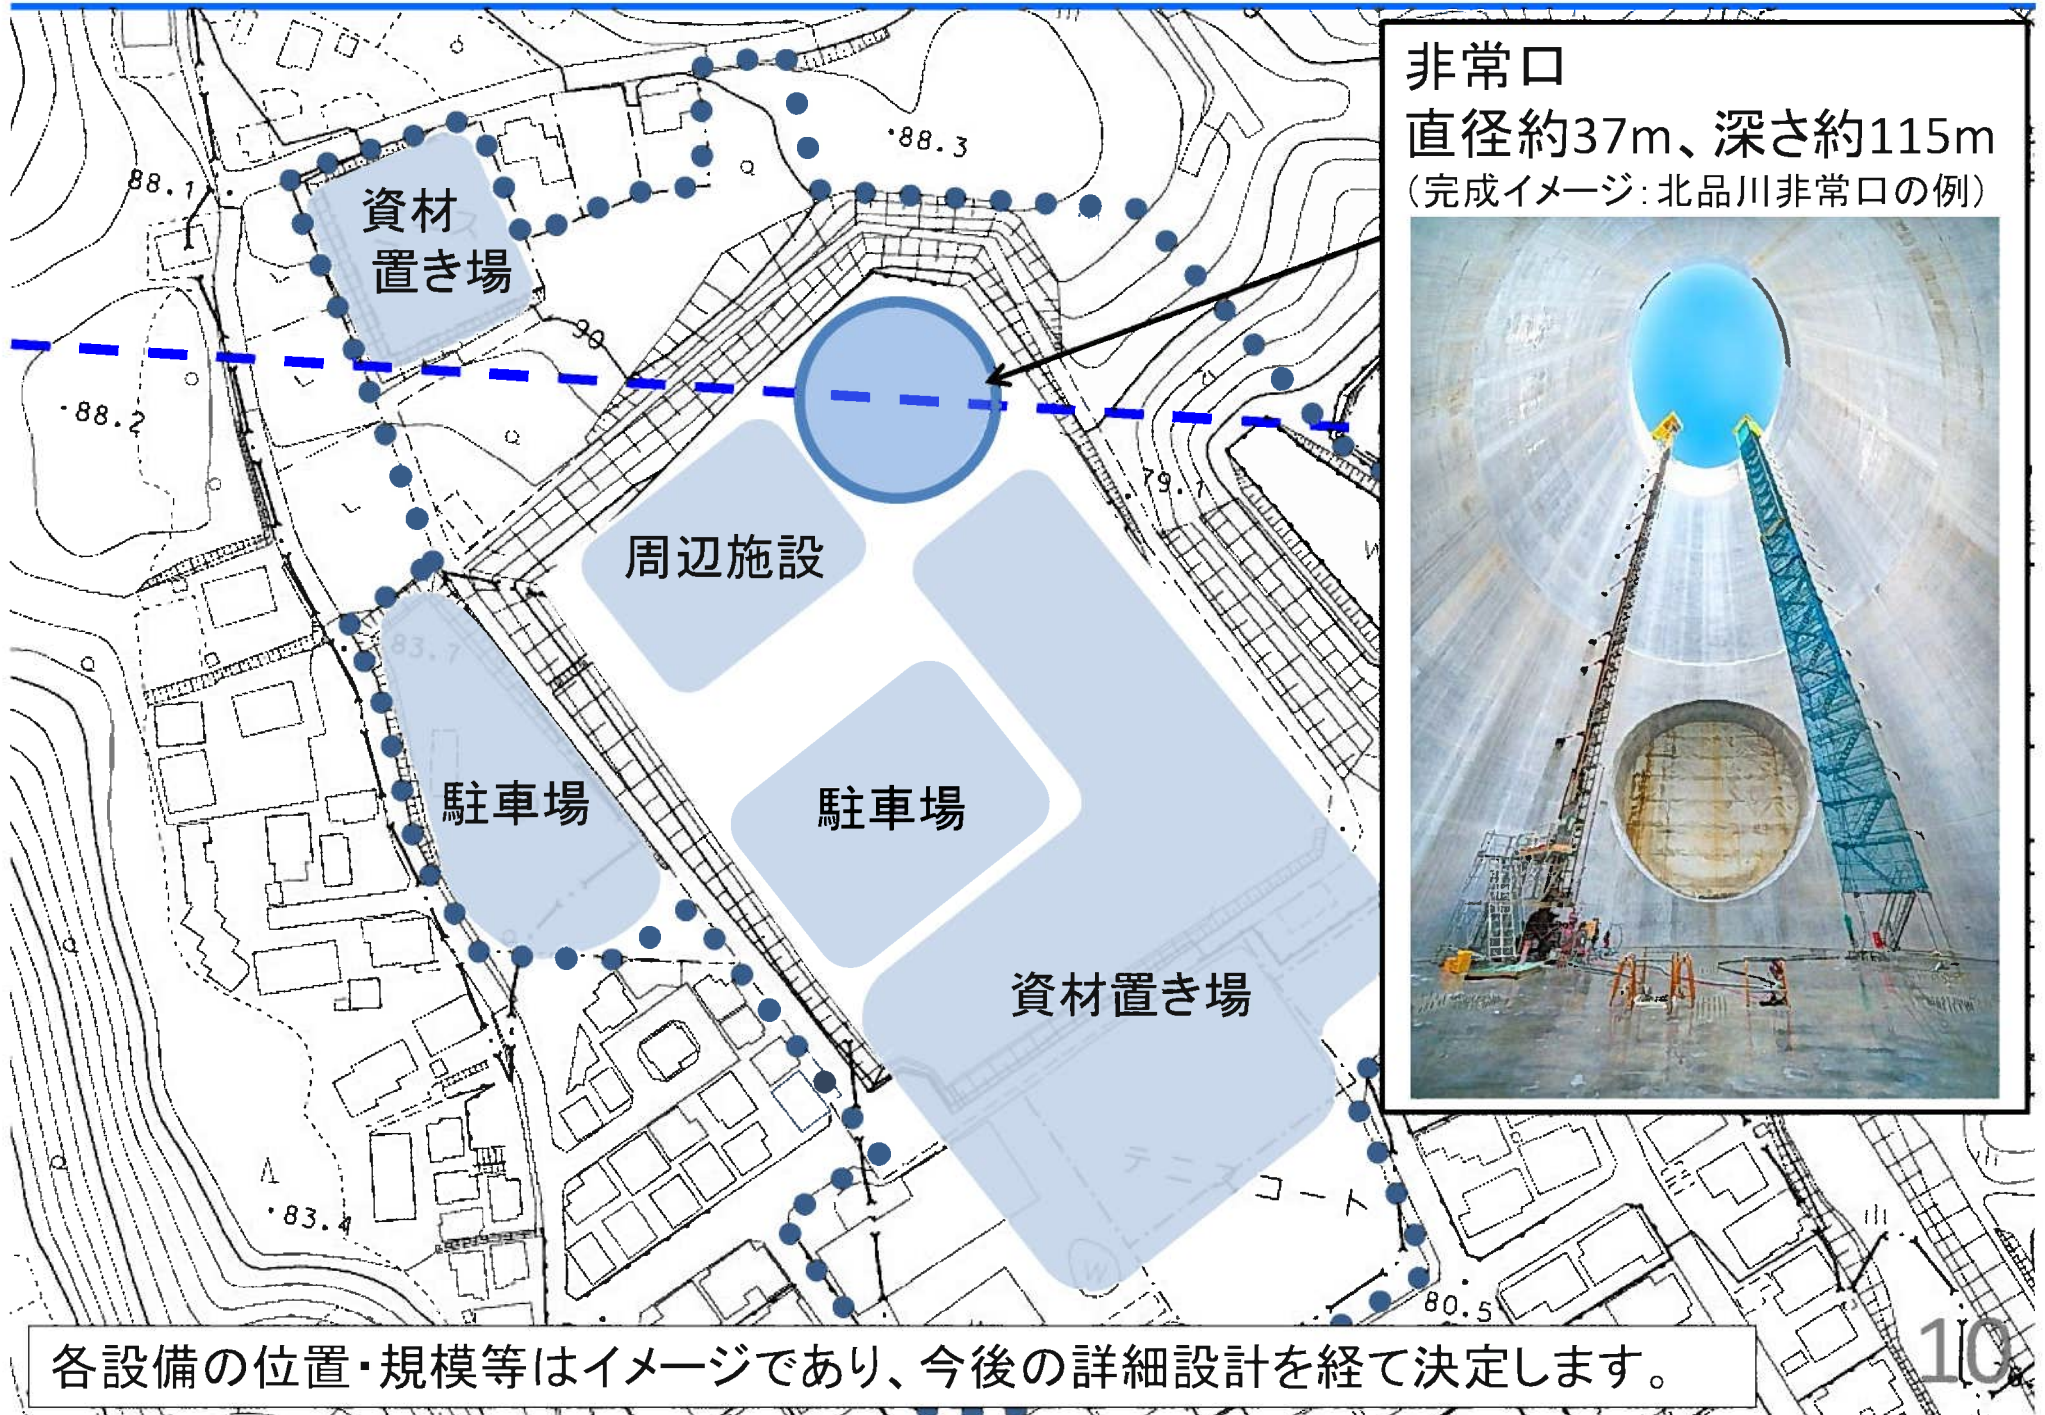 非常口
直径約37m、深さ約115m
（完成イメージ：北品川非常口の例）
88.3
88.1
資材
置き場
90
88.2
79.1
周辺施設
83.7
駐車場
駐車場
資材置き場
テニスコート
W
83.4
80.5
各設備の位置・規模等はイメージであり、今後の詳細設計を経て決定します。
10